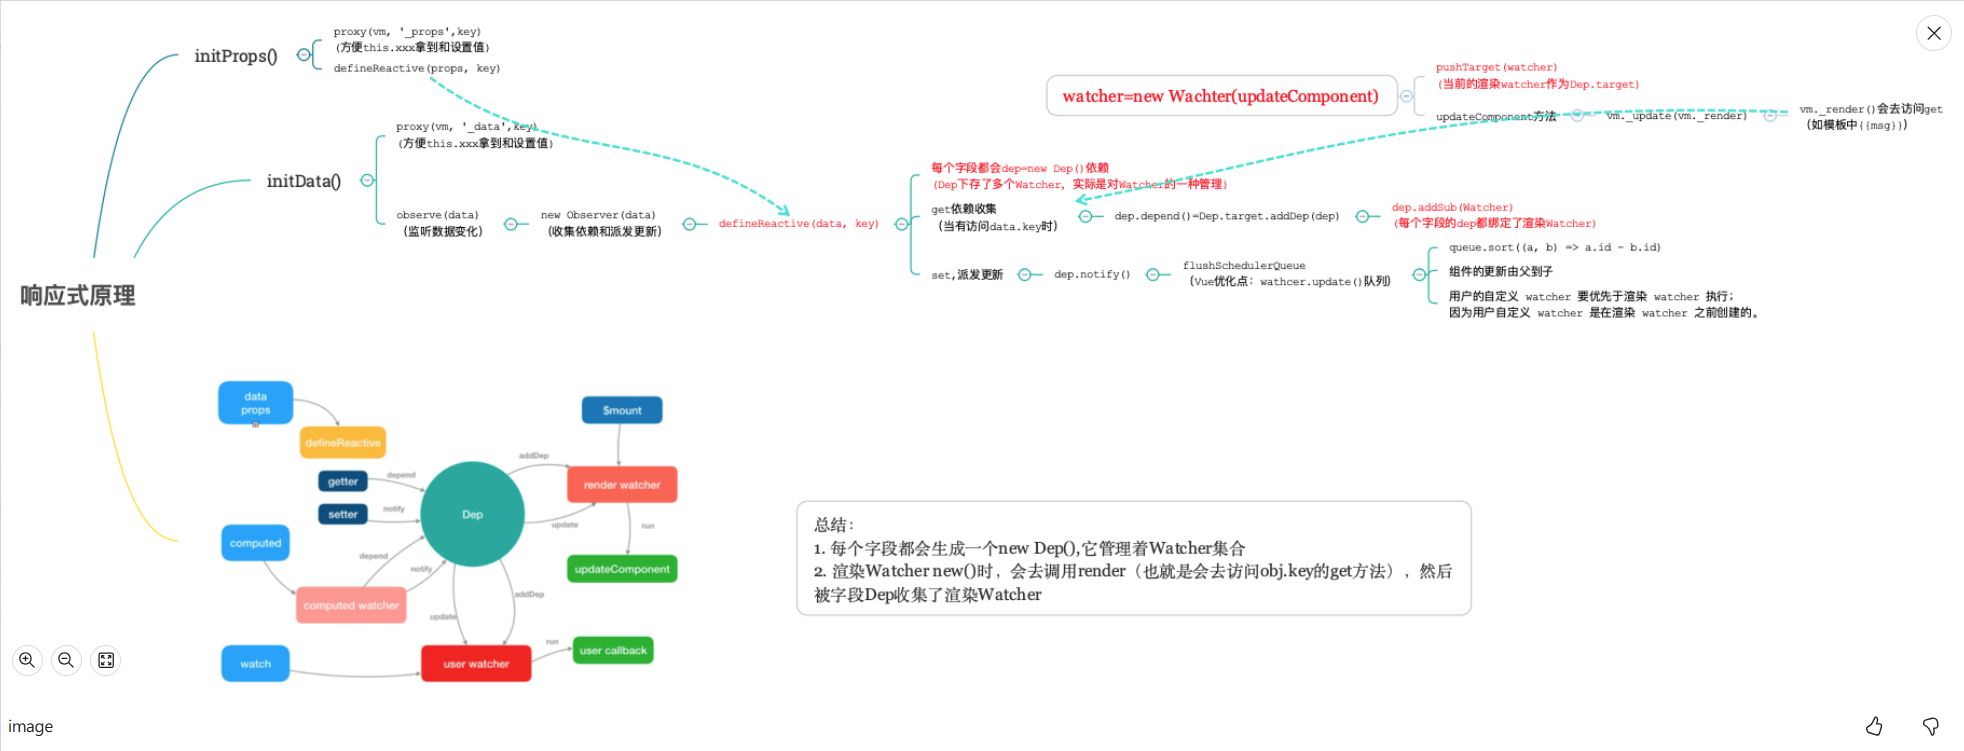 响应式原理
initProps()
proxy(vm, '_props',key)
(方便this.xxx拿到和设置值)
defineReactive(props, key)
initData()
proxy(vm, '_data',key)
(方便this.xxx拿到和设置值)
observe(data)
(监听数据变化)
new Observer(data)
(收集依赖和派发更新)
defineReactive(data, key)
每个字段都会dep=new Dep()依赖
(Dep下存了多个Watcher, 实际是对Watcher的一种管理)
get依赖收集
(当有访问data.key时)
dep.depend()=Dep.target.addDep(dep)
dep.addSub(Watcher)
(每个字段的dep都绑定了渲染Watcher)
set,派发更新
dep.notify()
flushSchedulerQueue
(Vue优化点: wathcer.update()队列)
queue.sort((a, b) => a.id - b.id)
组件的更新由父到子
用户的自定义 watcher 要优先于渲染 watcher 执行;
因为用户自定义 watcher 是在渲染 watcher 之前创建的。
watcher=new Wachter(updateComponent)
pushTarget(watcher)
(当前的渲染watcher作为Dep.target)
updateComponent方法
vm._update(vm._render)
vm._render()会去访问get
(如模板中{{msg}})
data
props
defineReactive
getter
setter
depend
notify
Dep
addDep
update
$mount
render watcher
run
updateComponent
computed
depend
notify
computed watcher
update
addDep
watch
user watcher
run
user callback
总结：
1. 每个字段都会生成一个new Dep(),它管理着Watcher集合
2. 渲染Watcher new()时，会去调用render（也就是会去访问obj.key的get方法），然后
被字段Dep收集了渲染Watcher
image